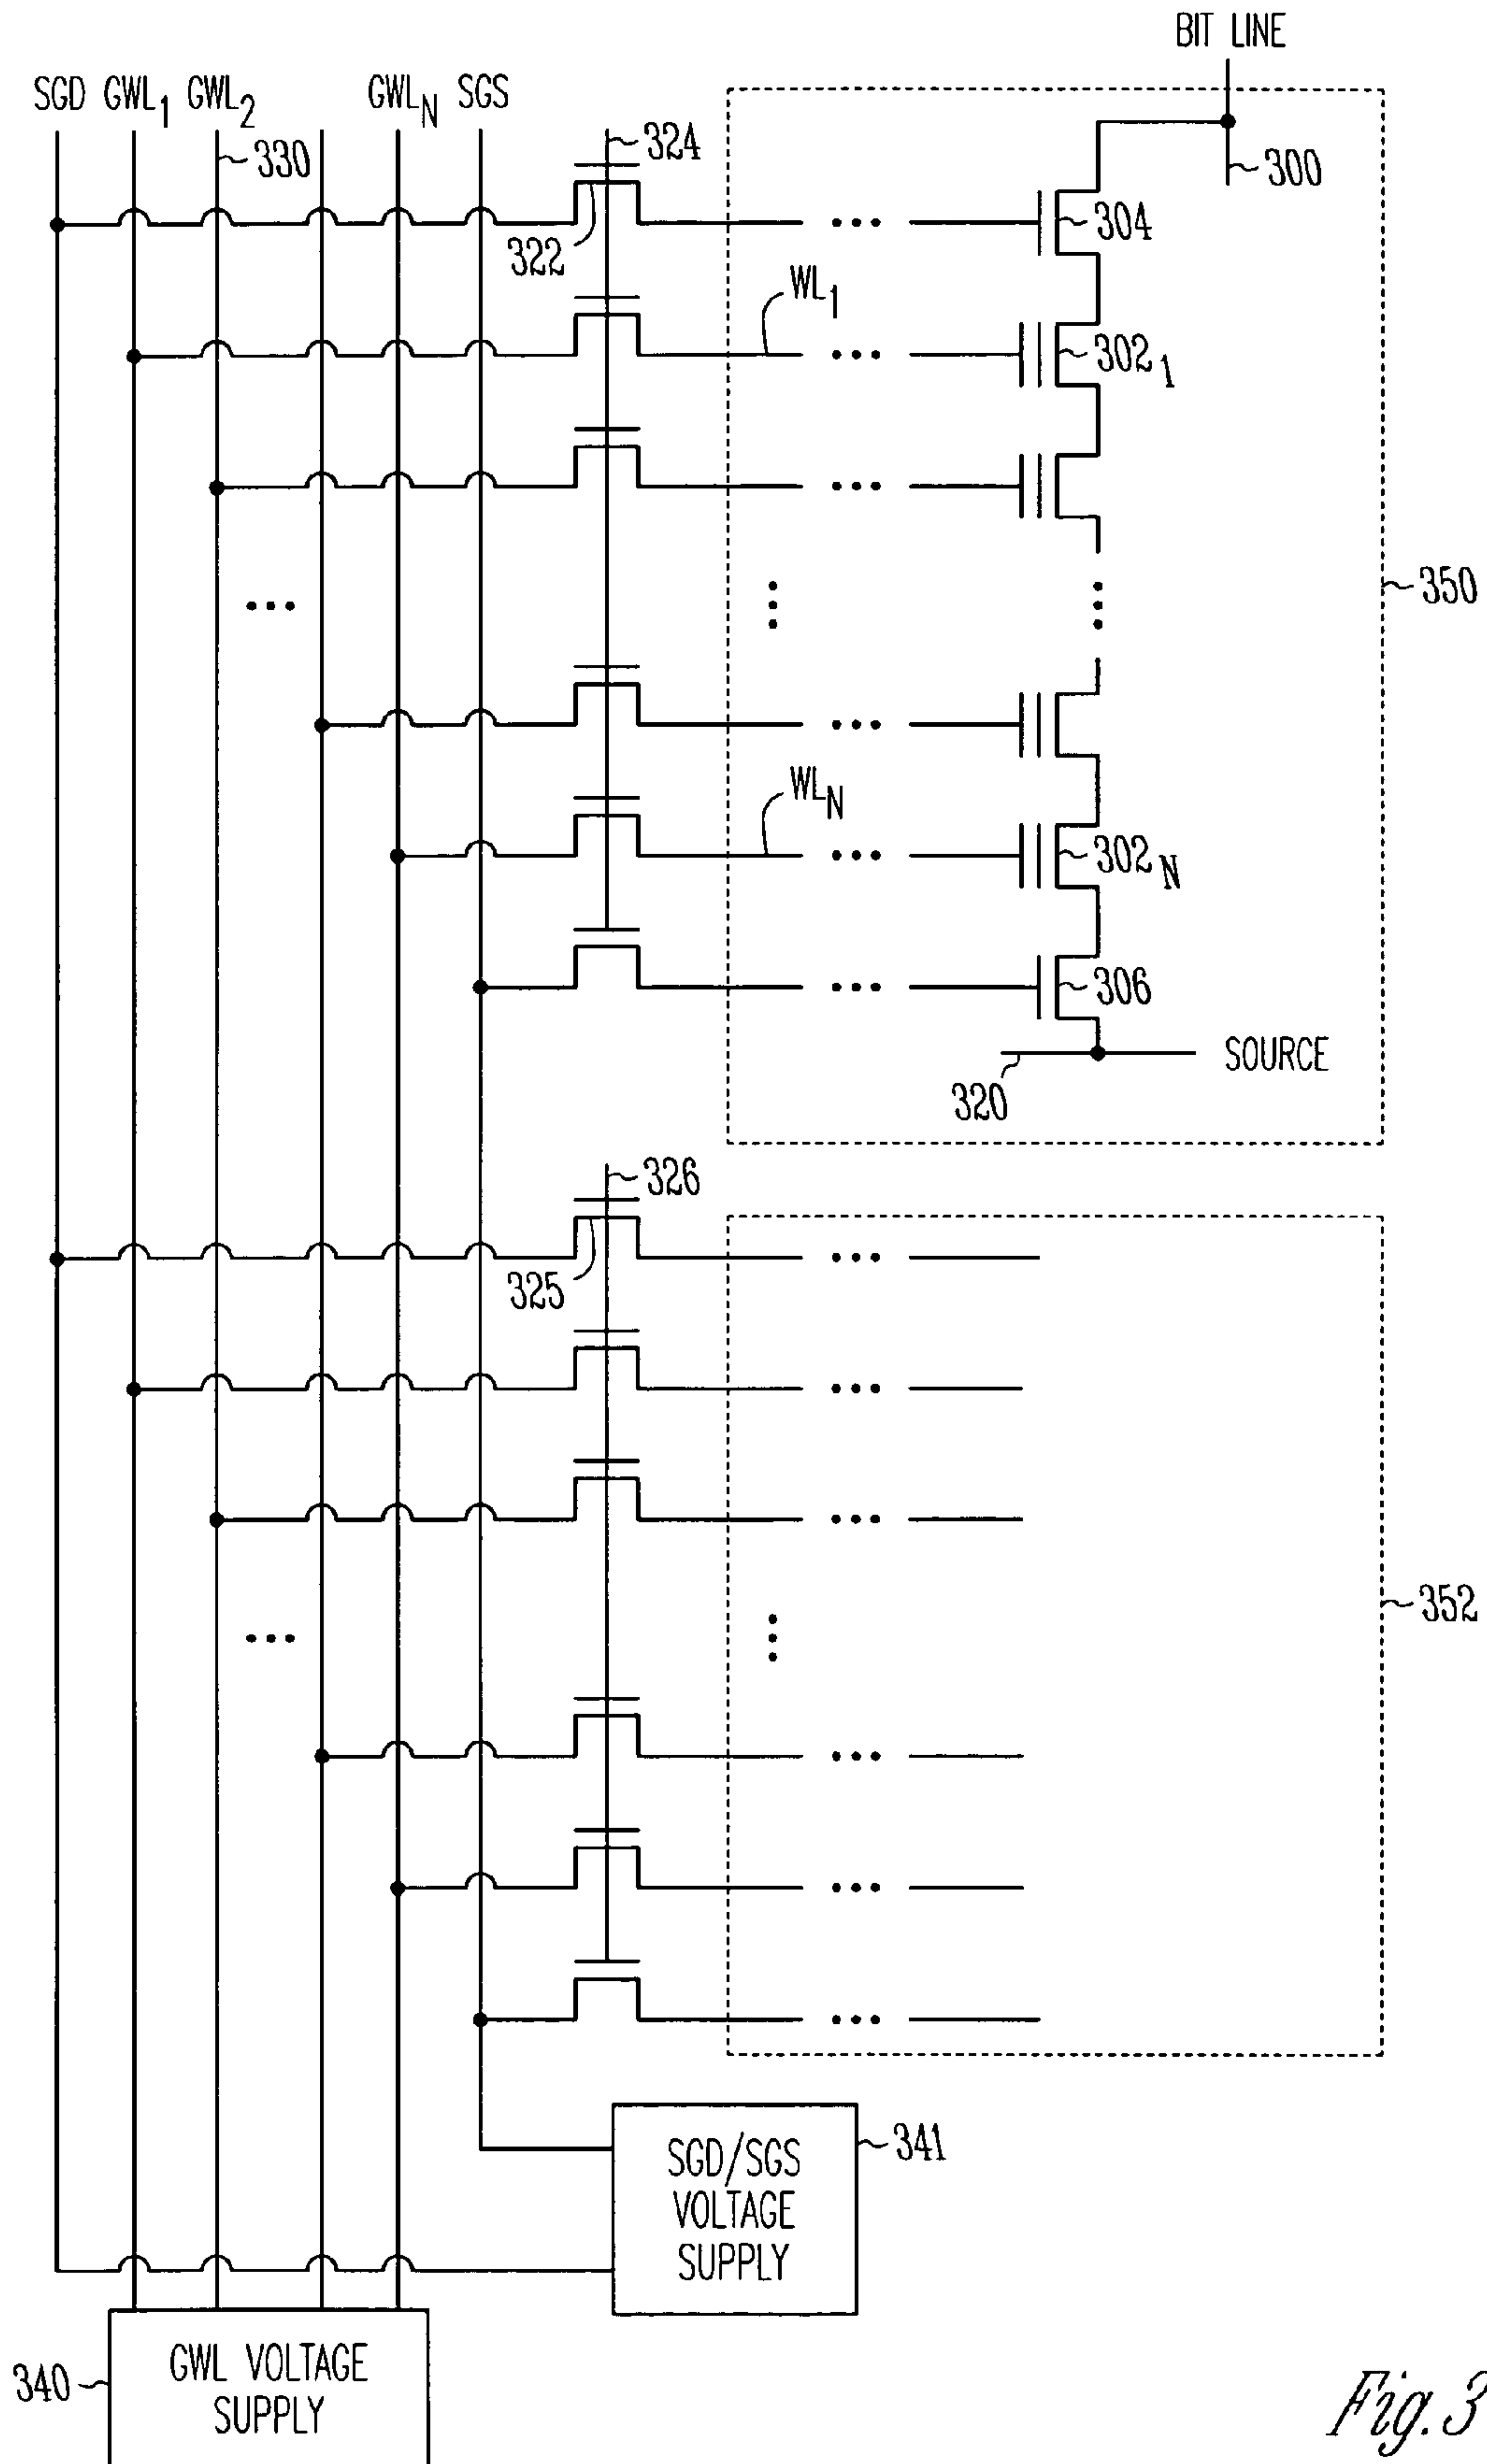 BIT LINE
SGD GWL1 GWL2 GWLN SGS
330
324
300
322
304
WL1
3021
350
WLN
302N
306
SOURCE
320
326
325
352
SGD/SGS
VOLTAGE
SUPPLY
341
GWL VOLTAGE
SUPPLY
340
Fig. 3